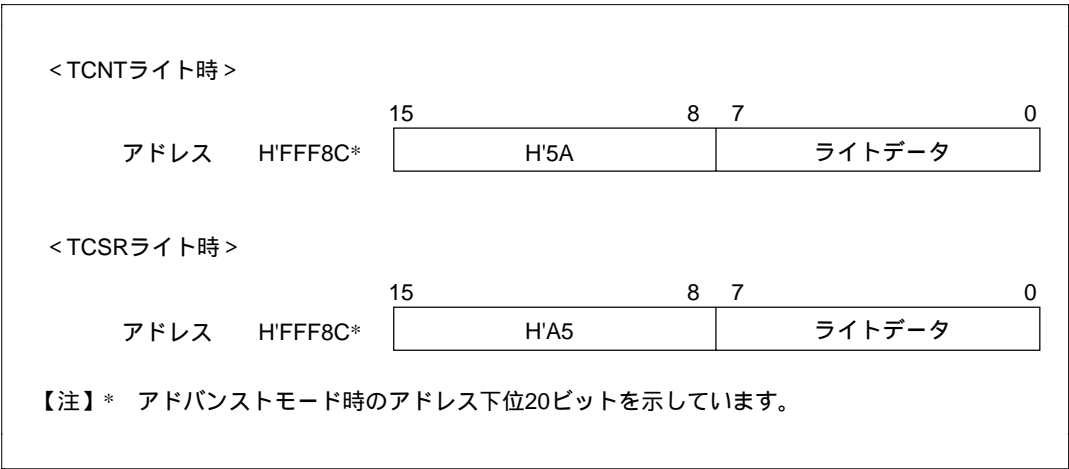 <TCNTライト時>
15 8 7 0
アドレス H'FFF8C* H'5A ライトデータ
<TCSRライト時>
15 8 7 0
アドレス H'FFF8C* H'A5 ライトデータ
【注】* アドバンストモード時のアドレス下位20ビットを示しています。